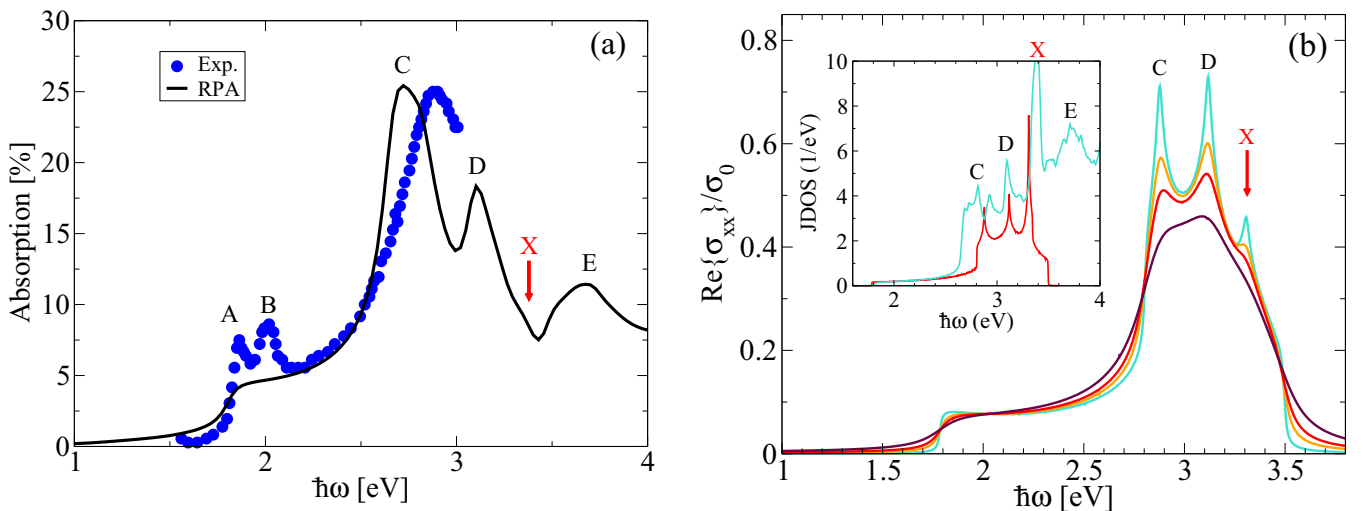 (a)
Exp.
RPA
Absorption [%]
30
25
20
15
10
5
0
A
B
C
D
X
E
1
2
3
4
ħω [eV]
(b)
Re{σxx}/σ0
0.8
0.6
0.4
0.2
0
C
D
X
1
1.5
2
2.5
3
3.5
ħω [eV]
JDOS (1/eV)
10
8
6
4
2
0
X
C
D
E
2
3
4
ħω (eV)